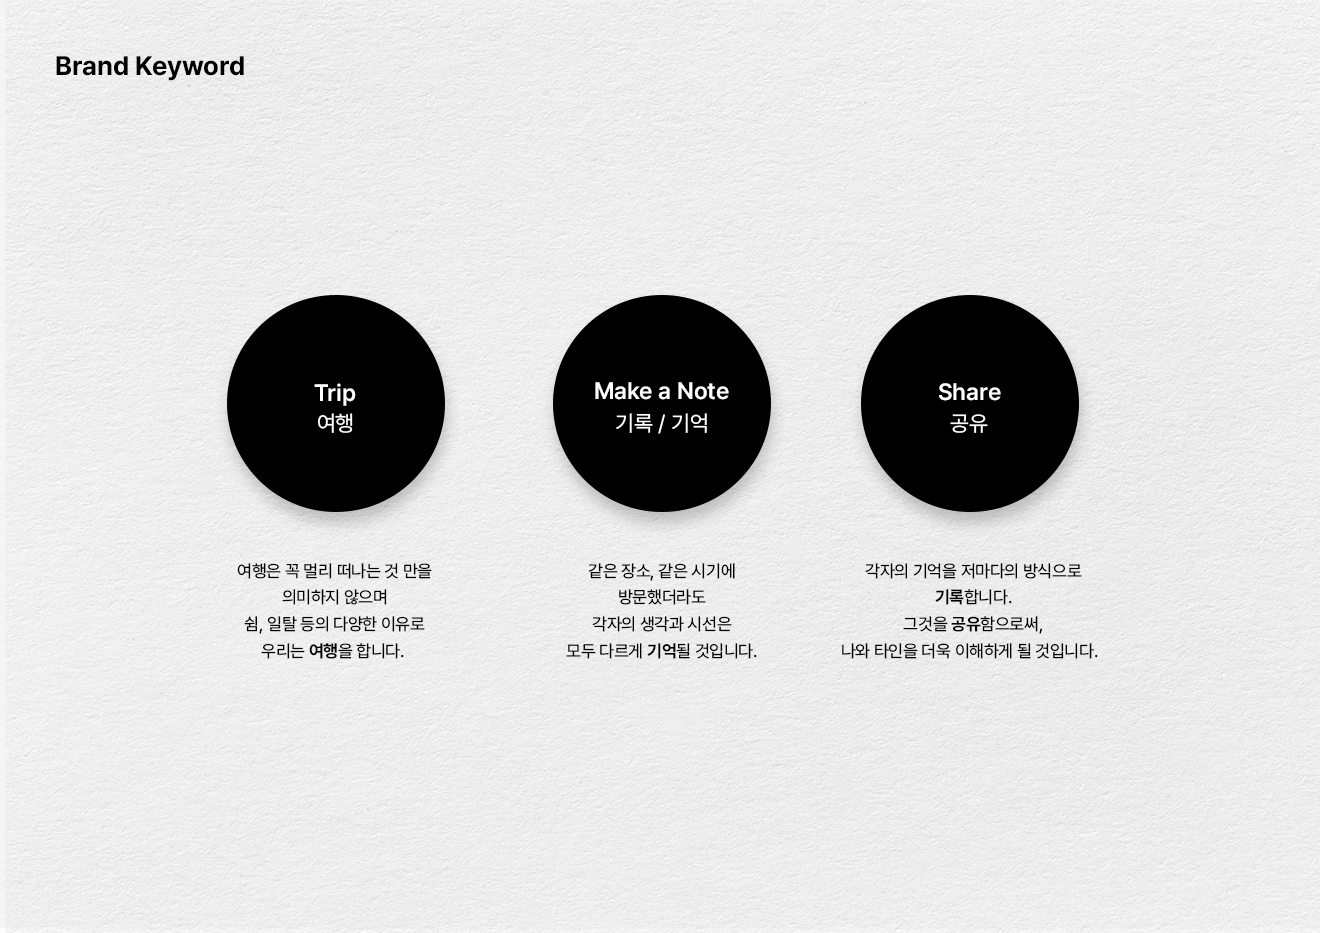 Brand Keyword
Trip
여행
여행은 꼭 멀리 떠나는 것 만을
의미하지 않으며
쉼, 일탈 등의 다양한 이유로
우리는 여행을 합니다.
Make a Note
기록 / 기억
같은 장소, 같은 시기에
방문했더라도
각자의 생각과 시선은
모두 다르게 기억될 것입니다.
Share
공유
각자의 기억을 저마다의 방식으로
기록합니다.
그것을 공유함으로써,
나와 타인을 더욱 이해하게 될 것입니다.